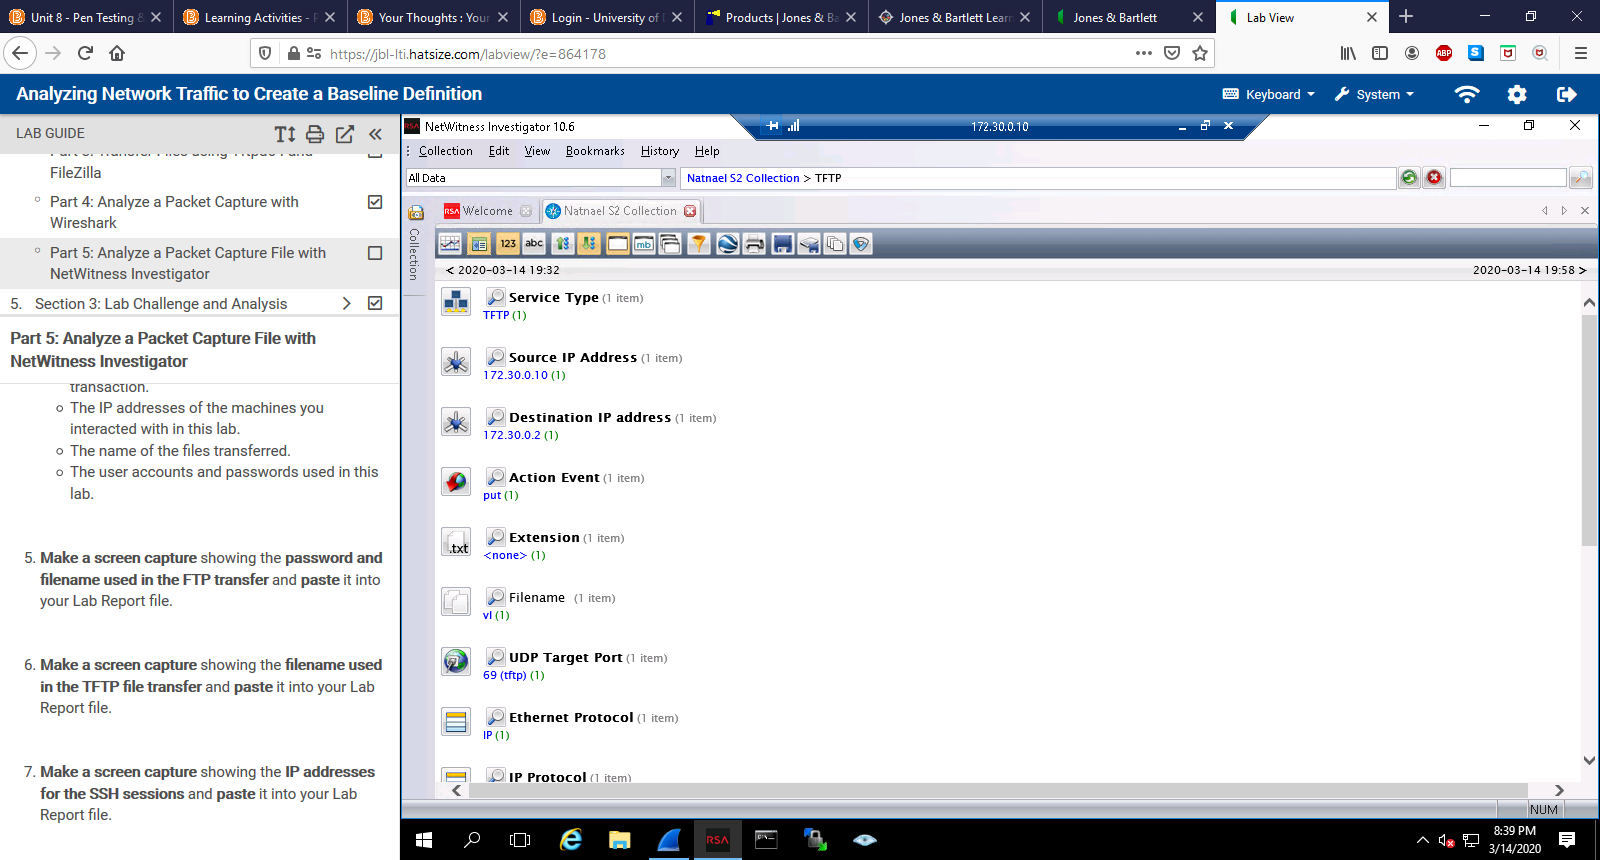 Unit 8 - Pen Testing &
Learning Activities - P
Your Thoughts : Your
Login - University of
Products | Jones & Ba
Jones & Bartlett Learn
Jones & Bartlett
Lab View
https://jbl-lti.hatsize.com/labview/?e=864178
ABP
S
Analyzing Network Traffic to Create a Baseline Definition
Keyboard
System
LAB GUIDE
FileZilla
Part 4: Analyze a Packet Capture with
Wireshark
Part 5: Analyze a Packet Capture File with
NetWitness Investigator
5. Section 3: Lab Challenge and Analysis
Part 5: Analyze a Packet Capture File with
NetWitness Investigator
transaction.
The IP addresses of the machines you
interacted with in this lab.
The name of the files transferred.
The user accounts and passwords used in this
lab.
5. Make a screen capture showing the password and
filename used in the FTP transfer and paste it into
your Lab Report file.
6. Make a screen capture showing the filename used
in the TFTP file transfer and paste it into your Lab
Report file.
7. Make a screen capture showing the IP addresses
for the SSH sessions and paste it into your Lab
Report file.
RSA NetWitness Investigator 10.6
172.30.0.10
Collection Edit View Bookmarks History Help
All Data
Natnael S2 Collection > TFTP
Collection
RSA Welcome
Natnael S2 Collection
123
abc
mb
< 2020-03-14 19:32
2020-03-14 19:58 >
Service Type (1 item)
TFTP (1)
Source IP Address (1 item)
172.30.0.10 (1)
Destination IP address (1 item)
172.30.0.2 (1)
Action Event (1 item)
put (1)
.txt
Extension (1 item)
<none> (1)
Filename (1 item)
vl (1)
UDP Target Port (1 item)
69 (tftp) (1)
Ethernet Protocol (1 item)
IP (1)
IP Protocol (1 item)
NUM
RSA
8:39 PM
3/14/2020